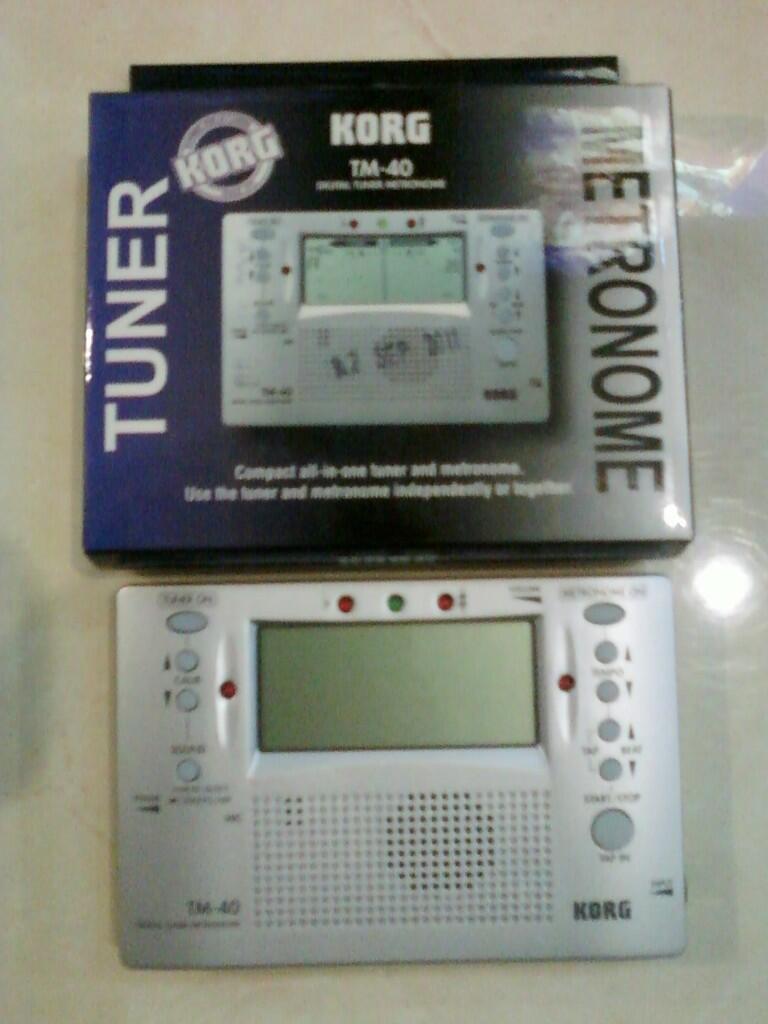 KORG
TM-40
DIGITAL TUNER METRONOME
TUNER
KORG
METRONOME
TM-40
KORG
Compact all-in-one tuner and metronome.
Use the tuner and metronome independently or together.
TUNER ON
METRONOME ON
CALIB
TEMPO
SOUND
TAP
BEAT
START/STOP
TAP IN
TM-40
KORG